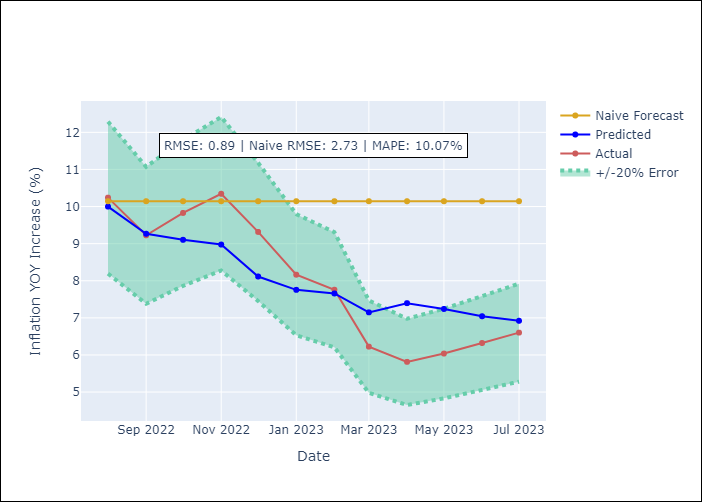 RMSE: 0.89 | Naive RMSE: 2.73 | MAPE: 10.07%
Naive Forecast
Predicted
Actual
+/-20% Error
Inflation YOY Increase (%)
12
11
10
9
8
7
6
5
Sep 2022
Nov 2022
Jan 2023
Mar 2023
May 2023
Jul 2023
Date